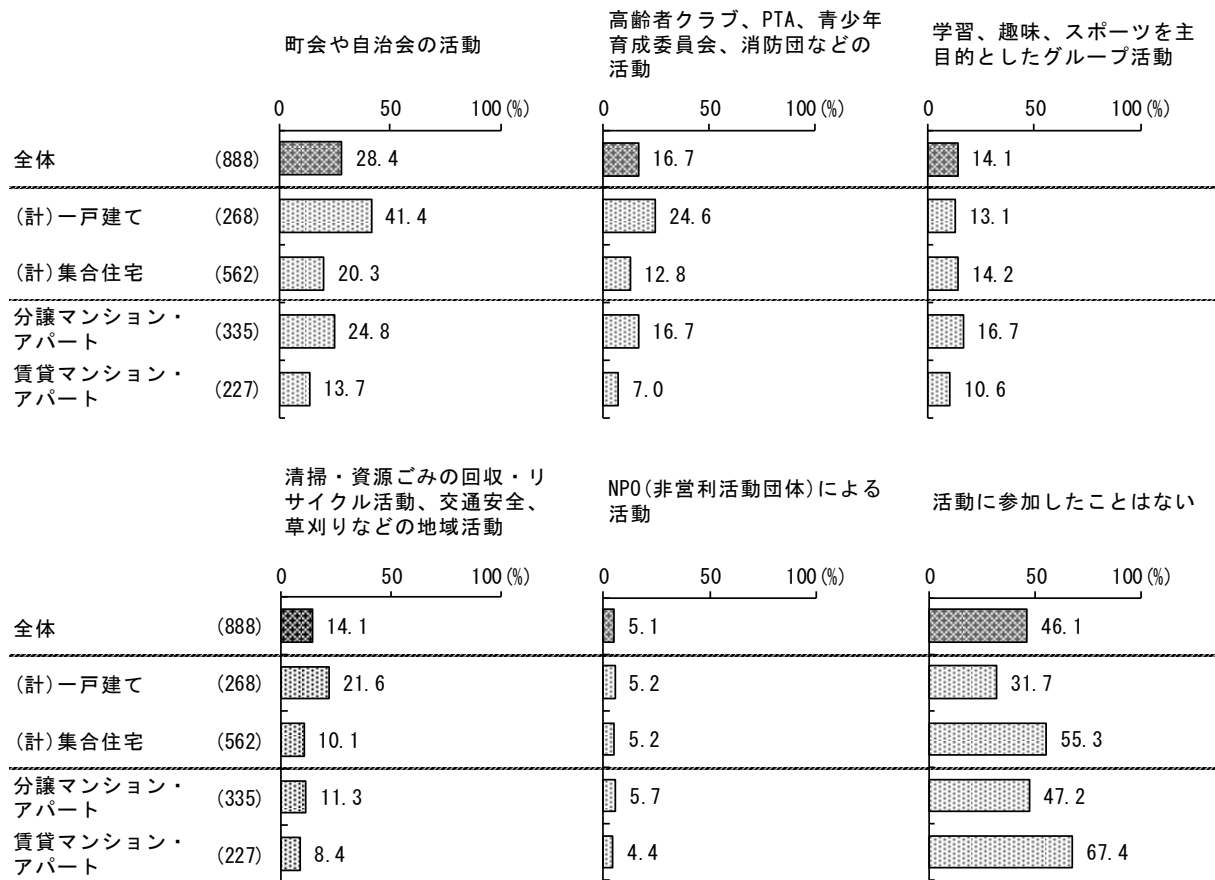 町会や自治会の活動
高齢者クラブ、PTA、青少年
育成委員会、消防団などの
活動
学習、趣味、スポーツを主
目的としたグループ活動
0 50 100(%) 0 50 100(%) 0 50 100(%)
全体 (888) 28.4 16.7 14.1
(計)一戸建て (268) 41.4 24.6 13.1
(計)集合住宅 (562) 20.3 12.8 14.2
分譲マンション・
アパート (335) 24.8 16.7 16.7
賃貸マンション・
アパート (227) 13.7 7.0 10.6
清掃・資源ごみの回収・リ
サイクル活動、交通安全、
草刈りなどの地域活動
NPO(非営利活動団体)による
活動
活動に参加したことはない
0 50 100(%) 0 50 100(%) 0 50 100(%)
全体 (888) 14.1 5.1 46.1
(計)一戸建て (268) 21.6 5.2 31.7
(計)集合住宅 (562) 10.1 5.2 55.3
分譲マンション・
アパート (335) 11.3 5.7 47.2
賃貸マンション・
アパート (227) 8.4 4.4 67.4